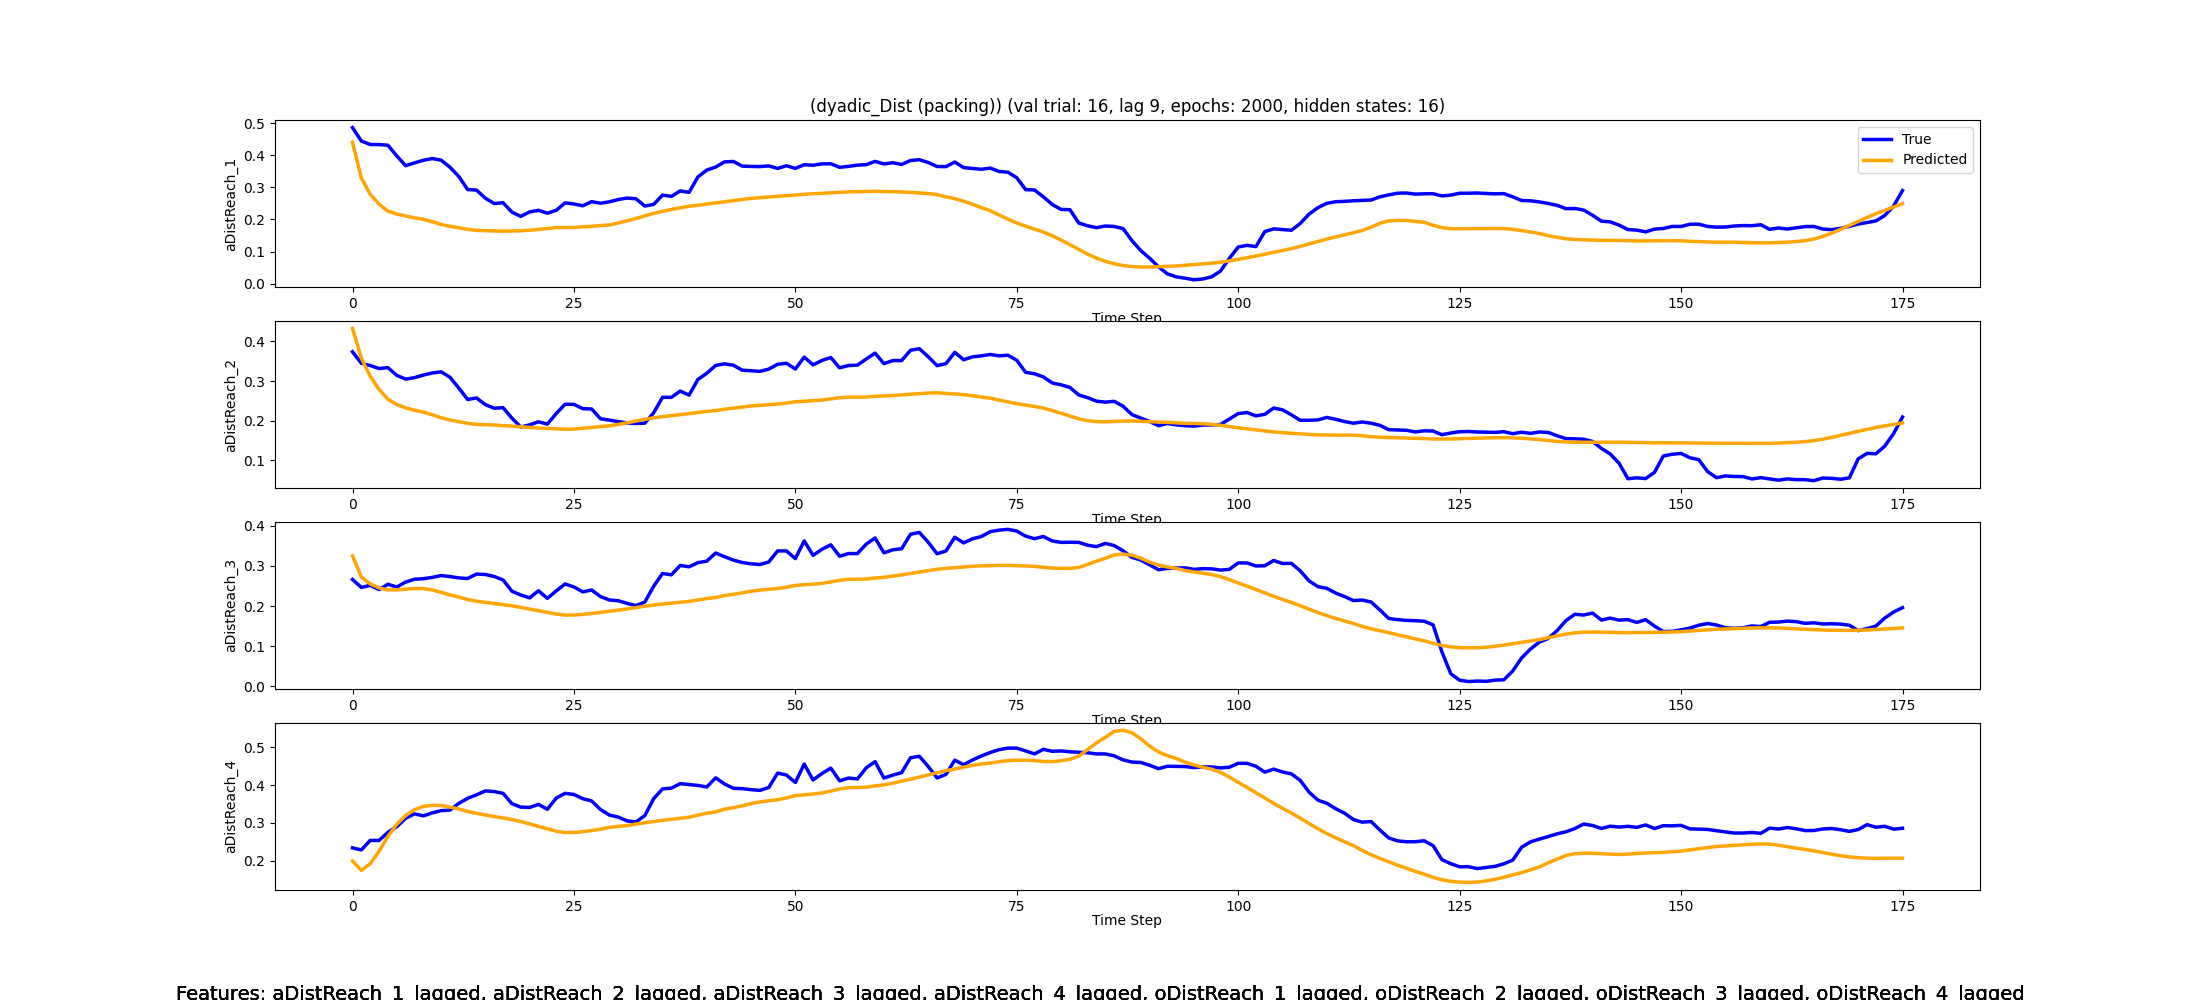 (dyadic_Dist (packing)) (val trial: 16, lag 9, epochs: 2000, hidden states: 16)
True
Predicted
aDistReach_1
0.5
0.4
0.3
0.2
0.1
0.0
0 25 50 75 100 125 150 175
Time Step
aDistReach_2
0.4
0.3
0.2
0.1
0 25 50 75 100 125 150 175
Time Step
aDistReach_3
0.4
0.3
0.2
0.1
0.0
0 25 50 75 100 125 150 175
Time Step
aDistReach_4
0.5
0.4
0.3
0.2
0 25 50 75 100 125 150 175
Time Step
Features: aDistReach_1_lagged, aDistReach_2_lagged, aDistReach_3_lagged, aDistReach_4_lagged, oDistReach_1_lagged, oDistReach_2_lagged, oDistReach_3_lagged, oDistReach_4_lagged